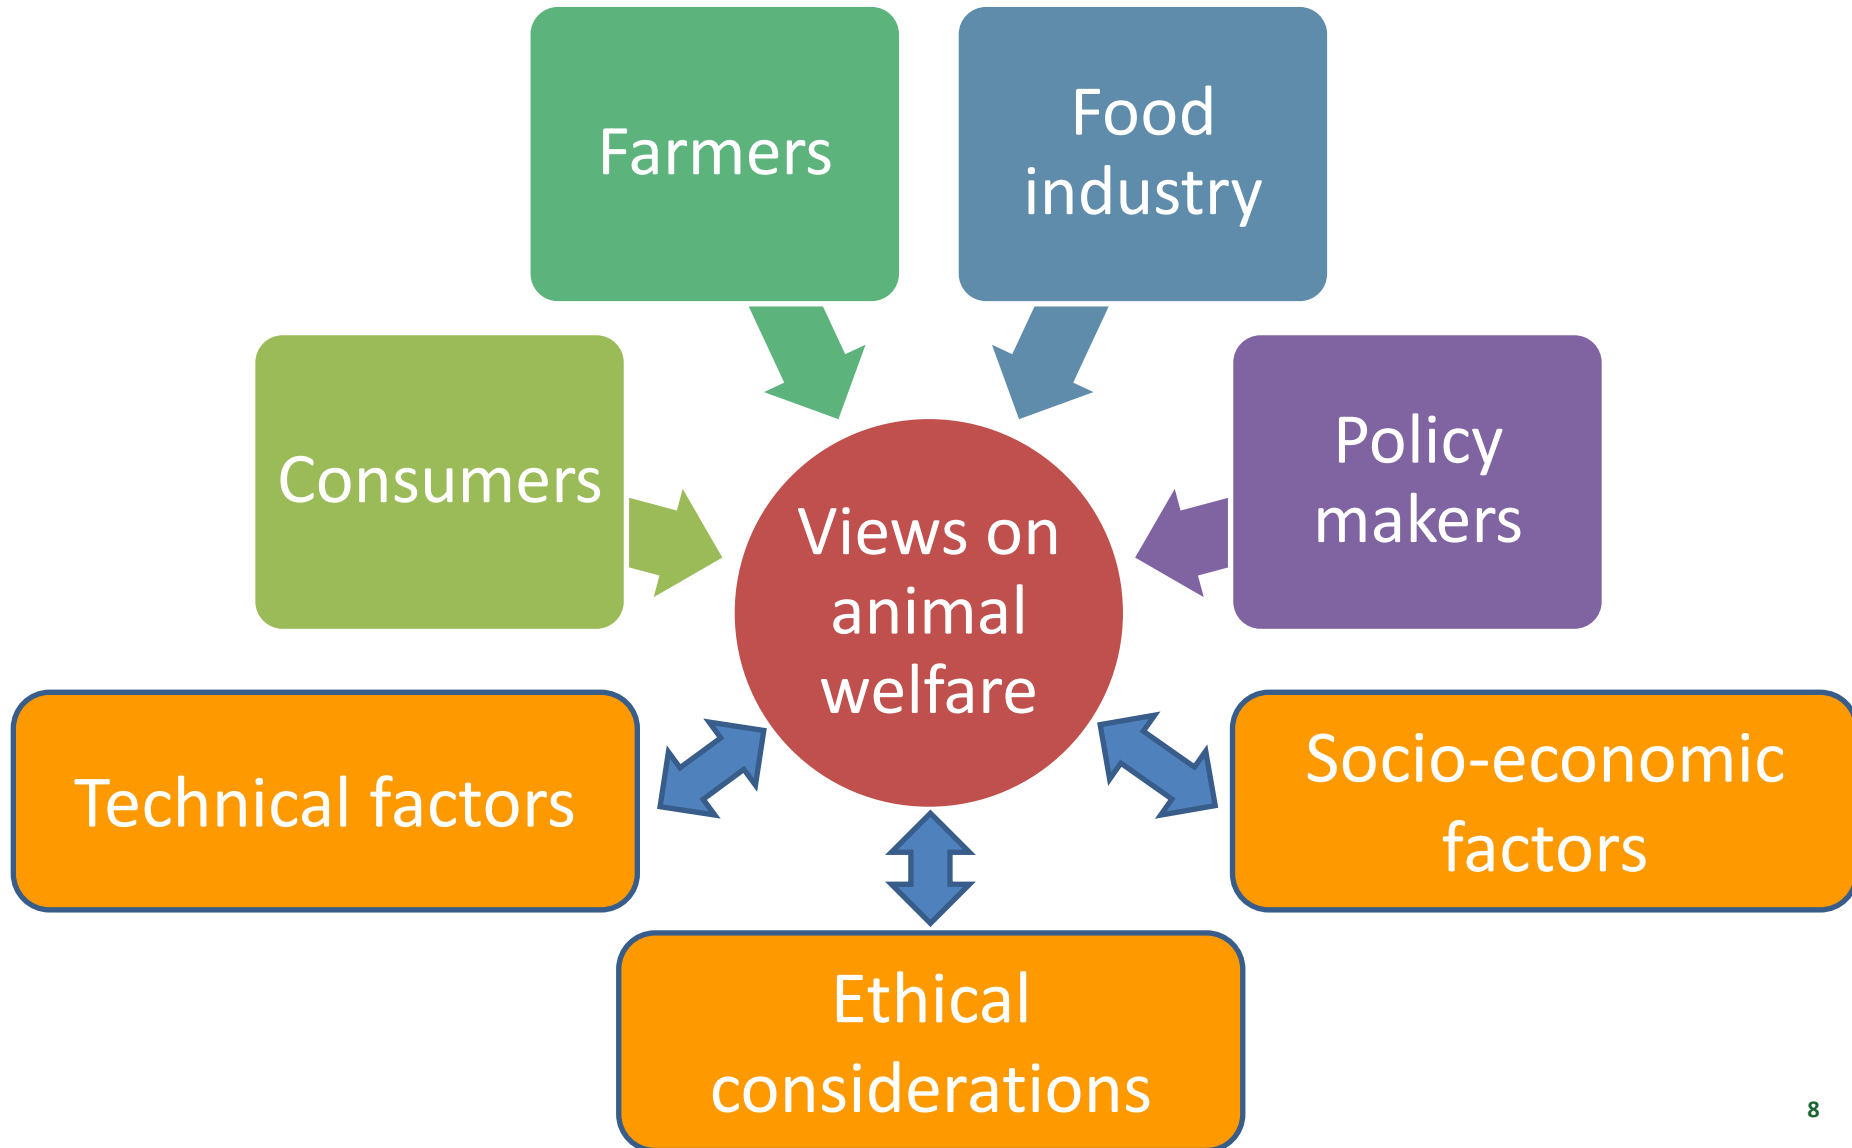 Farmers
Food
industry
Consumers
Policy
makers
Views on
animal
welfare
Technical factors
Socio-economic
factors
Ethical
considerations
8